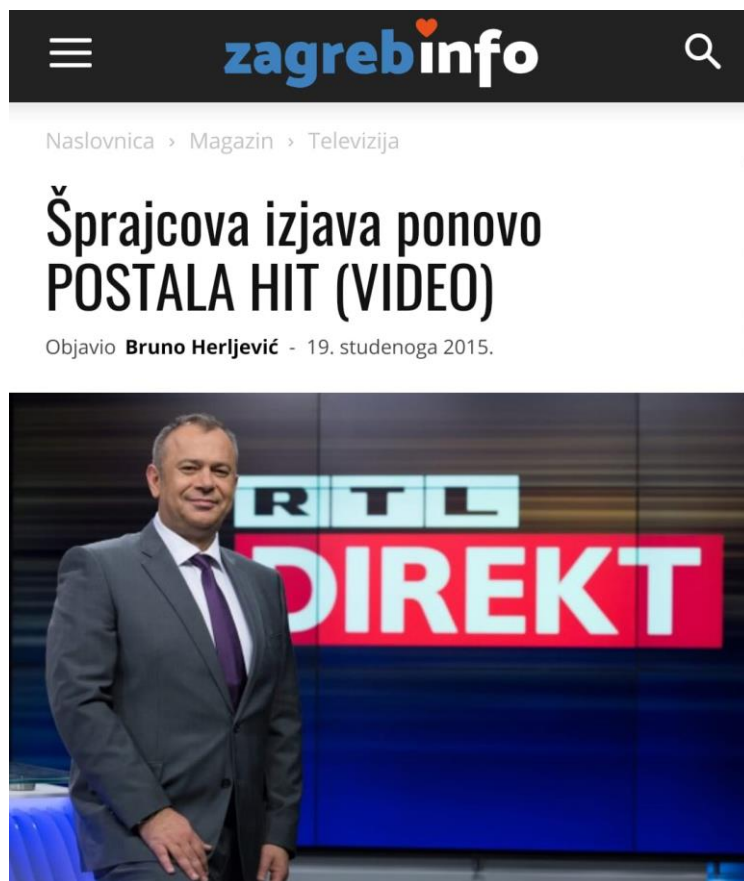 zagrebinfo
Naslovnica › Magazin › Televizija
Šprajcova izjava ponovo
POSTALA HIT (VIDEO)
Objavio Bruno Herljević - 19. studenoga 2015.
RTL
DIREKT